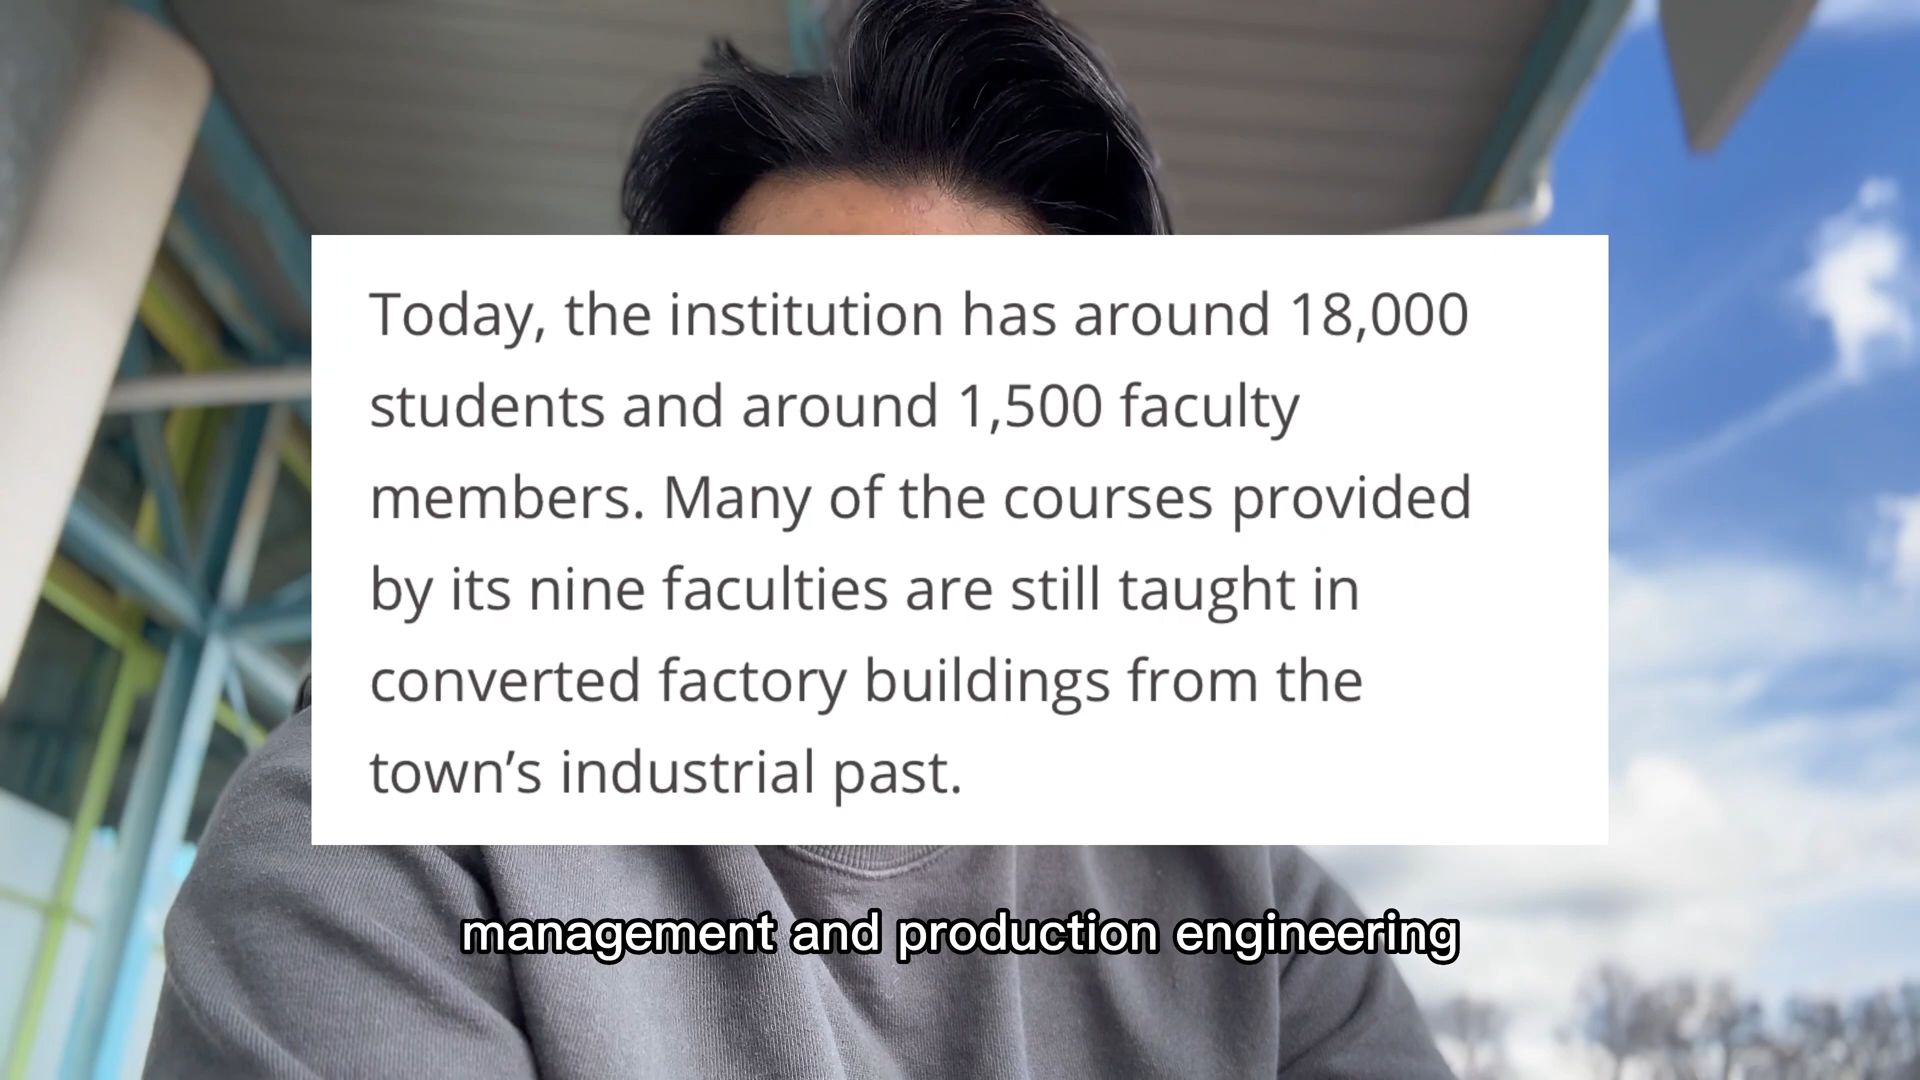 Today, the institution has around 18,000
students and around 1,500 faculty
members. Many of the courses provided
by its nine faculties are still taught in
converted factory buildings from the
town’s industrial past.
management and production engineering